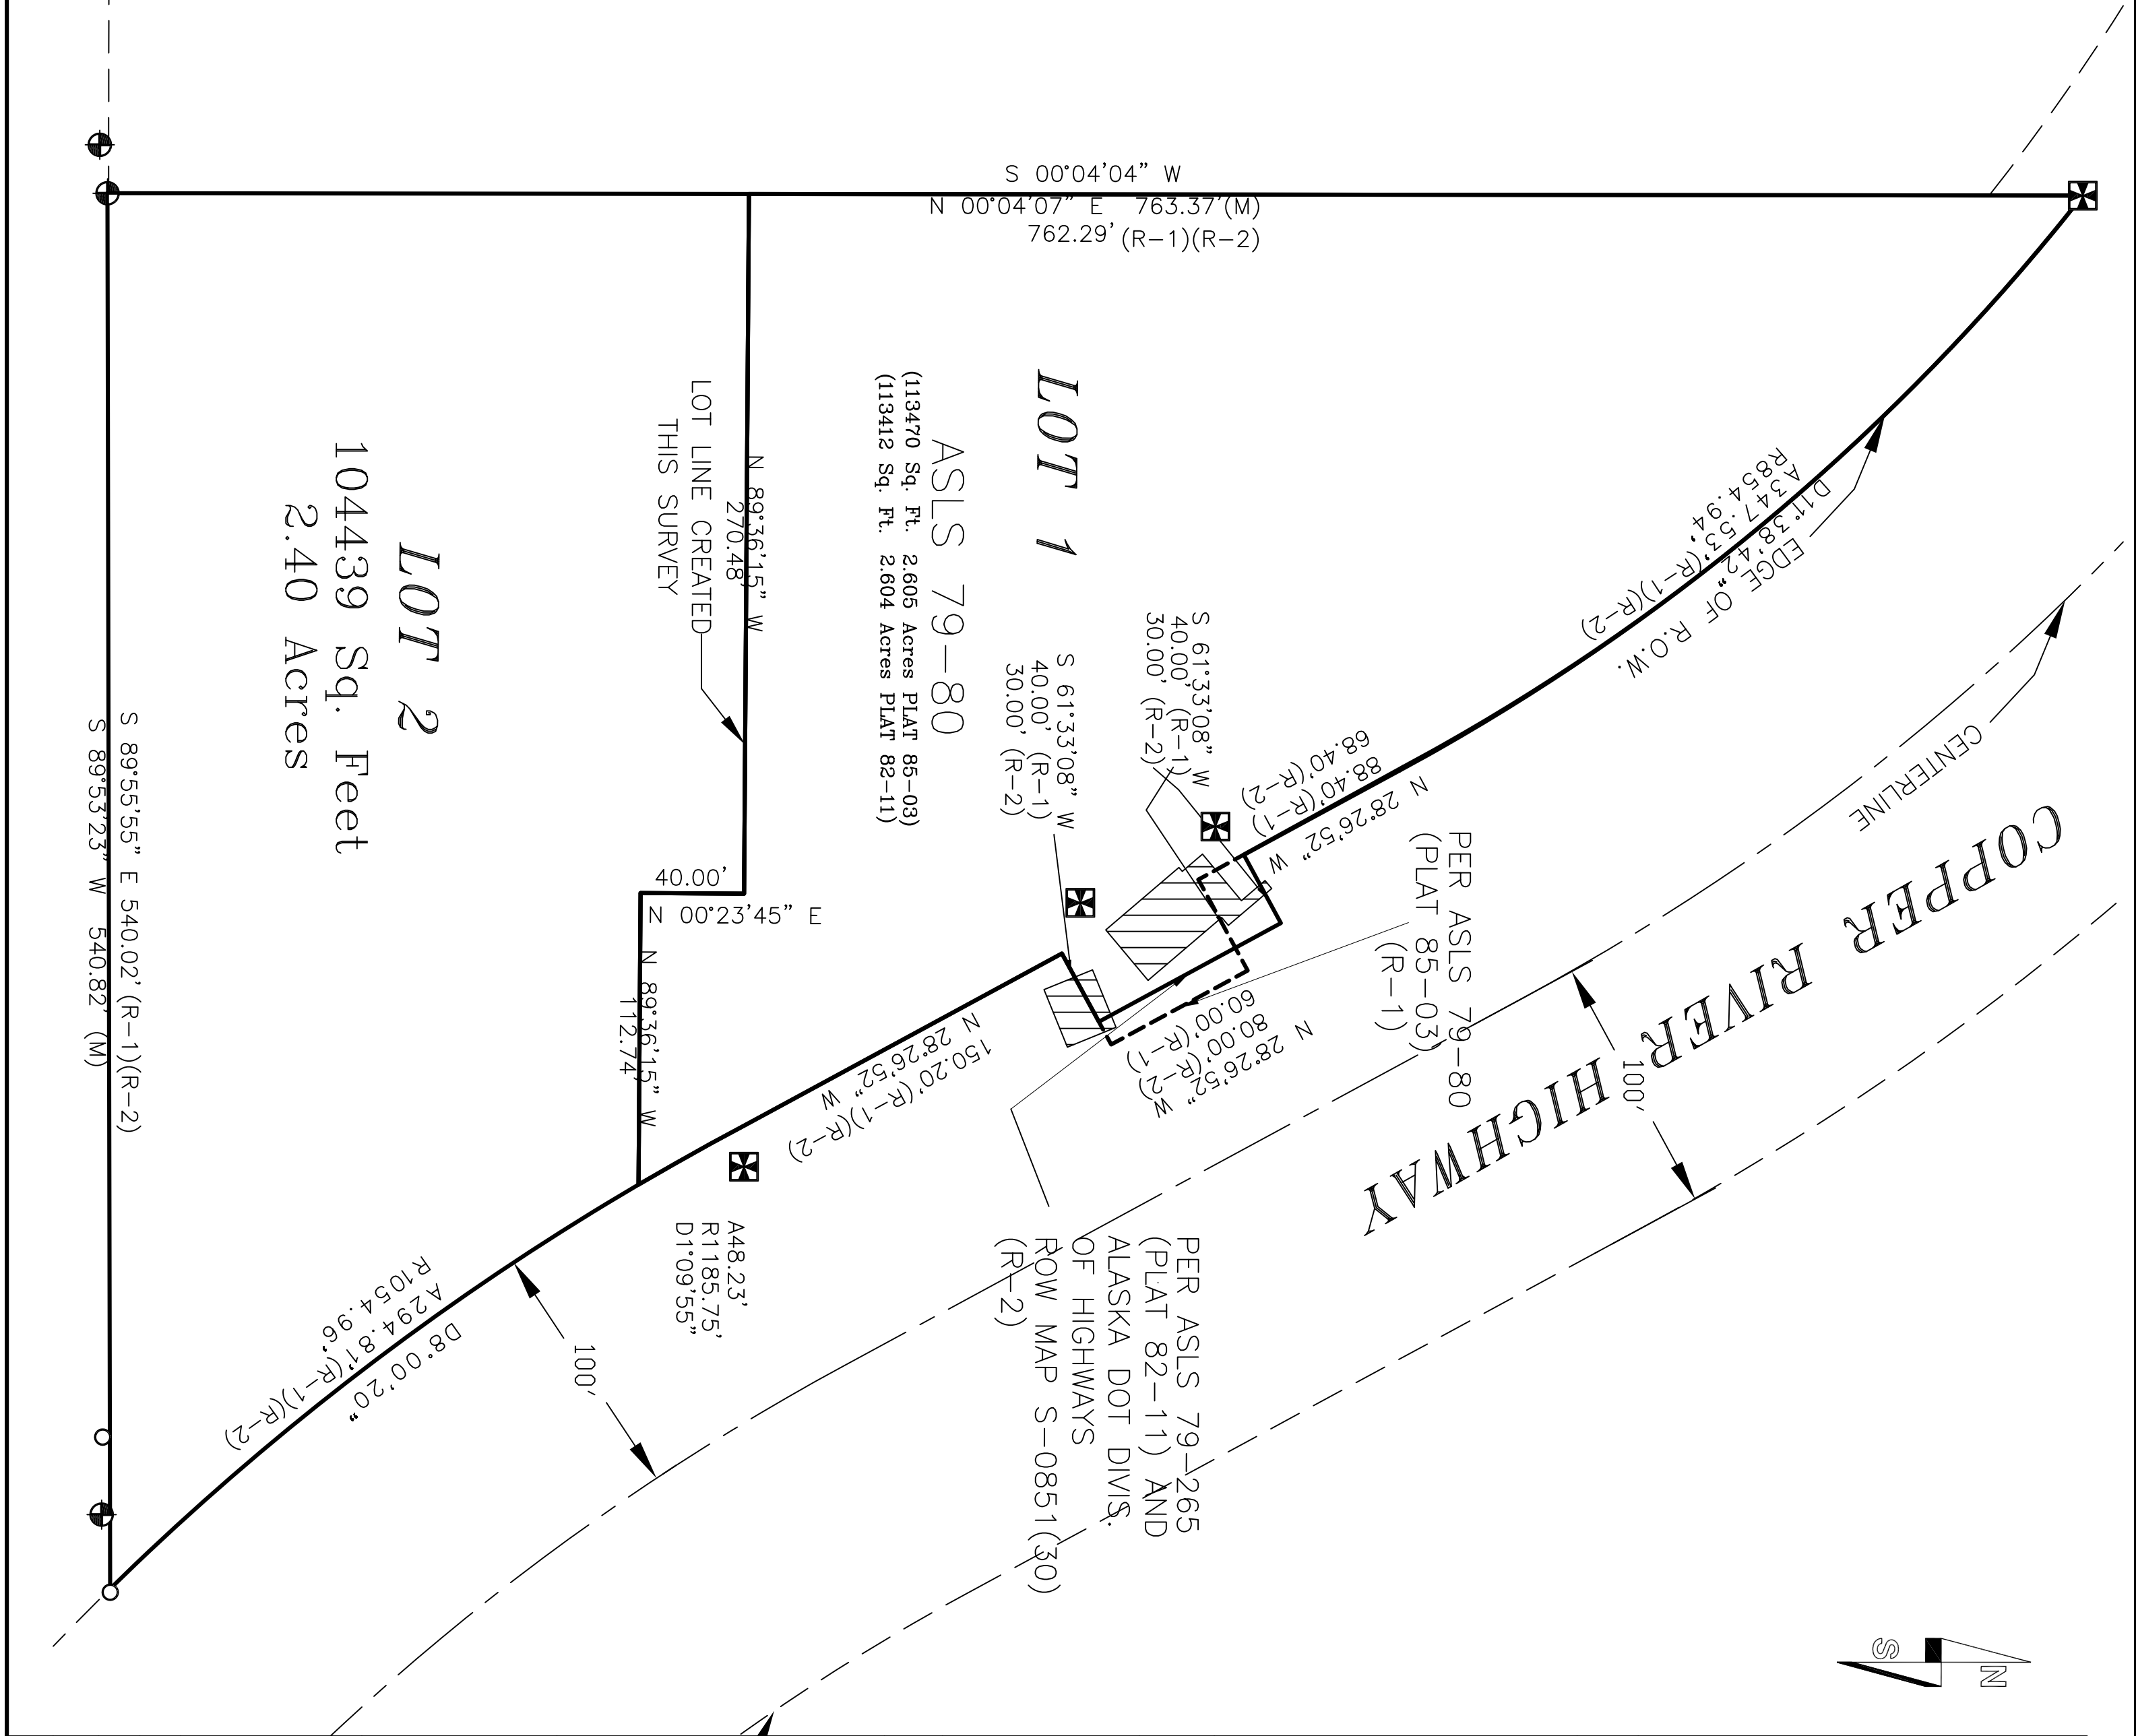 S 00°04'04" W
N 00°04'07" E 763.37'(M)
762.29' (R-1)(R-2)
LOT 1
ASLS 79-80
(113470 Sq. Ft. 2.605 Acres PLAT 85-03)
(113412 Sq. Ft. 2.604 Acres PLAT 82-11)
N 89°36'15" W
270.48'
LOT LINE CREATED
THIS SURVEY
LOT 2
104439 Sq. Feet
2.40 Acres
S 89°55'55" E 540.02' (R-1)(R-2)
S 89°53'23" W 540.82' (M)
40.00'
N 00°23'45" E
N 89°36'15" W
112.74'
S 61°33'08" W
40.00' (R-1)
30.00' (R-2)
S 61°33'08" W
40.00' (R-1)
30.00' (R-2)
D11°38'42"
A 347.53'(R-1)(R-2)
R 854.94'
EDGE OF R.O.W.
CENTERLINE
COPPER RIVER HIGHWAY
N 28°26'52" W
88.40'(R-1)
68.40'(R-2)
PER ASLS 79-80
(PLAT 85-03)
(R-1)
N 28°26'52" W
80.00'(R-2)
60.00'(R-1)
150.20'(R-1)(R-2)
N 28°26'52" W
100'
100'
PER ASLS 79-265
(PLAT 82-11) AND
ALASKA DOT DIVIS.
OF HIGHWAYS
ROW MAP S-0851(30)
(R-2)
A48.23'
R1185.75'
D1°09'55"
D8°00'20"
A 294.81'(R-1)(R-2)
R1054.96'
N
S